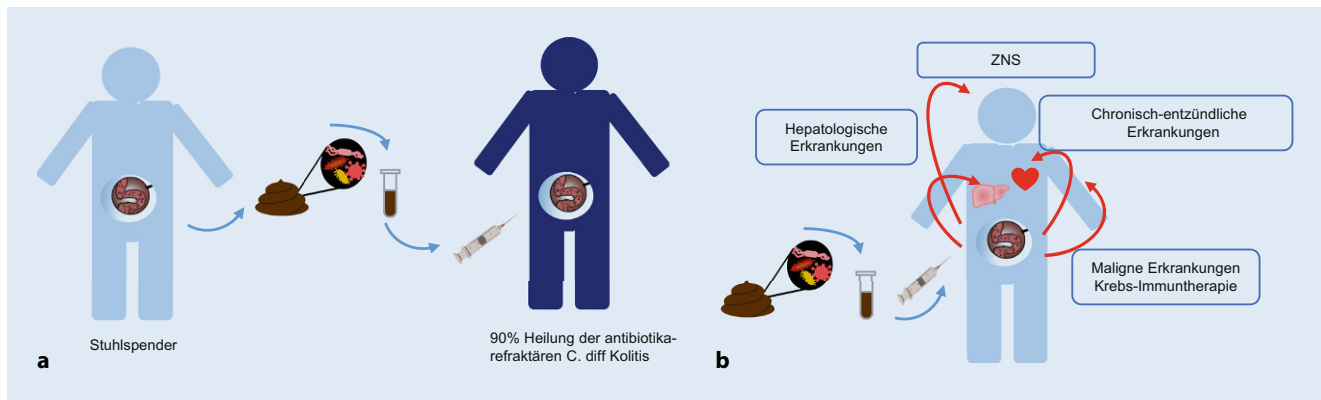 Stuhlspender
a
90% Heilung der antibiotika-
refraktären C. diff Kolitis
ZNS
Hepatologische
Erkrankungen
Chronisch-entzündliche
Erkrankungen
Maligne Erkrankungen
Krebs-Immuntherapie
b